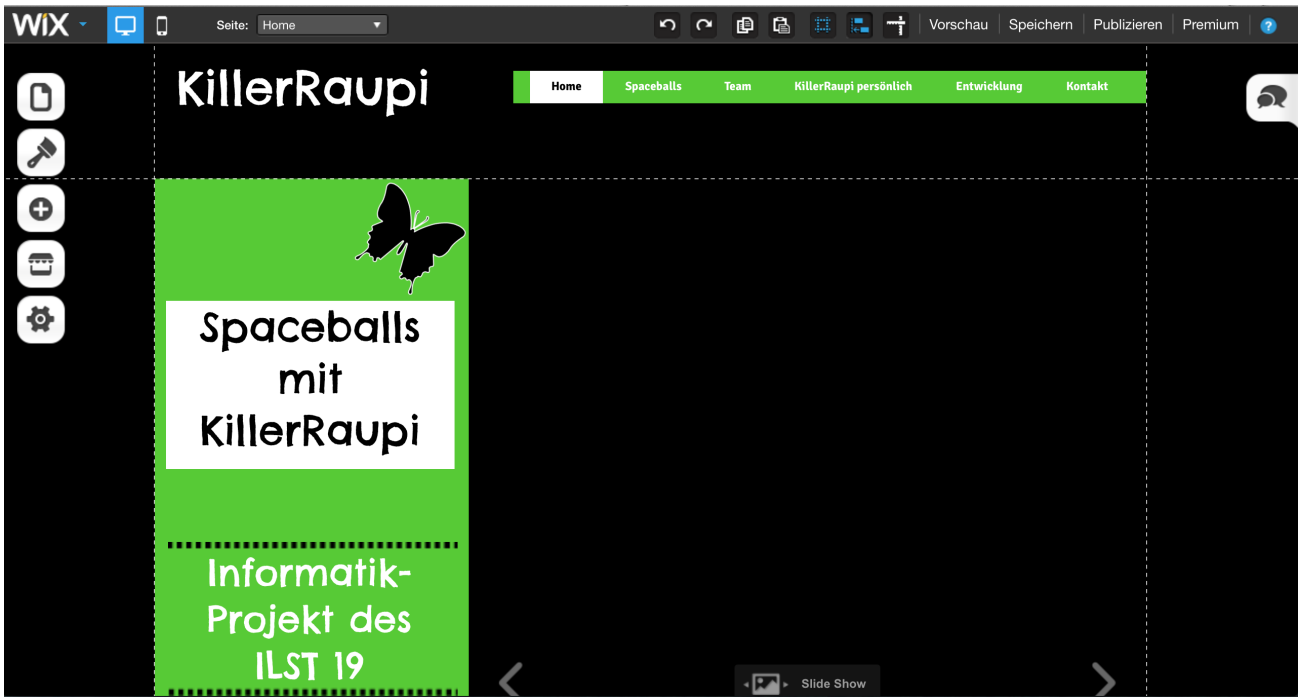 WiX
Seite: Home
Vorschau Speichern Publizieren Premium ?
KillerRaupi
Home Spaceballs Team KillerRaupi persönlich Entwicklung Kontakt
Spaceballs
mit
KillerRaupi
Informatik-
Projekt des
ILST 19
Slide Show